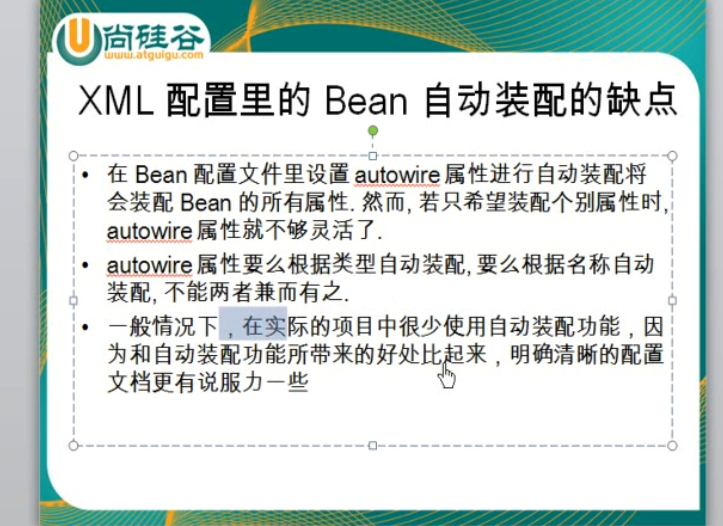 尚硅谷
www.atguigu.com
XML 配置里的 Bean 自动装配的缺点
• 在 Bean 配置文件里设置 autowire 属性进行自动装配将
会装配 Bean 的所有属性. 然而, 若只希望装配个别属性时,
autowire 属性就不够灵活了.
• autowire 属性要么根据类型自动装配, 要么根据名称自动
装配, 不能两者兼而有之.
• 一般情况下，在实际的项目中很少使用自动装配功能，因
为和自动装配功能所带来的好处比起来，明确清晰的配置
文档更有说服力一些